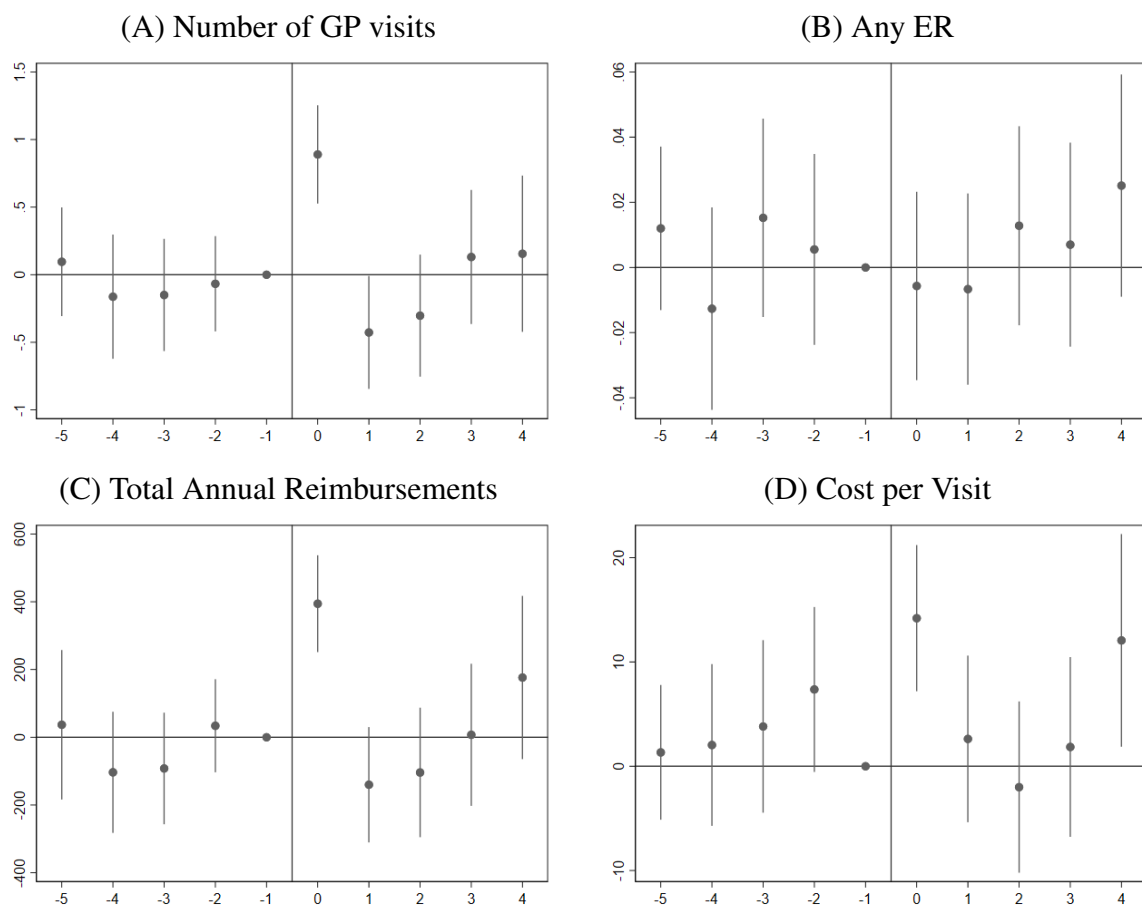 (A) Number of GP visits
1.5
1
.5
0
-.5
-1
-5 -4 -3 -2 -1 0 1 2 3 4
(B) Any ER
.06
.04
.02
0
-.02
-.04
-5 -4 -3 -2 -1 0 1 2 3 4
(C) Total Annual Reimbursements
600
400
200
0
-200
-400
-5 -4 -3 -2 -1 0 1 2 3 4
(D) Cost per Visit
20
10
0
-10
-5 -4 -3 -2 -1 0 1 2 3 4